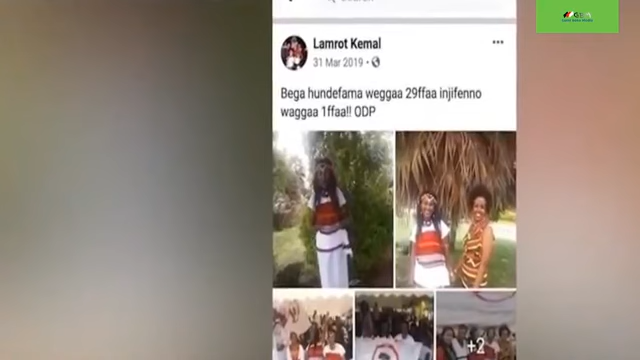 Lamrot Kemal
31 Mar 2019
Bega hundefama weggaa 29ffaa injifenno
waggaa 1ffaa!! ODP
+2